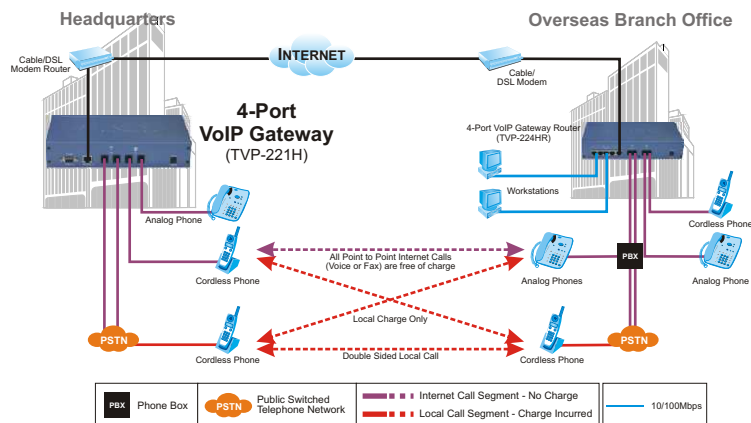 Headquarters
Overseas Branch Office
Cable/DSL
Modem Router
INTERNET
Cable/
DSL Modem
4-Port
VoIP Gateway
(TVP-221H)
4-Port VoIP Gateway Router
(TVP-224HR)
Workstations
Analog Phone
Cordless Phone
Cordless Phone
All Point to Point Internet Calls
(Voice or Fax) are free of charge
PBX
Analog Phones
Analog Phone
Local Charge Only
PSTN
Cordless Phone
Double Sided Local Call
Cordless Phone
PSTN
PBX
Phone Box
PSTN
Public Switched
Telephone Network
Internet Call Segment - No Charge
Local Call Segment - Charge Incurred
10/100Mbps